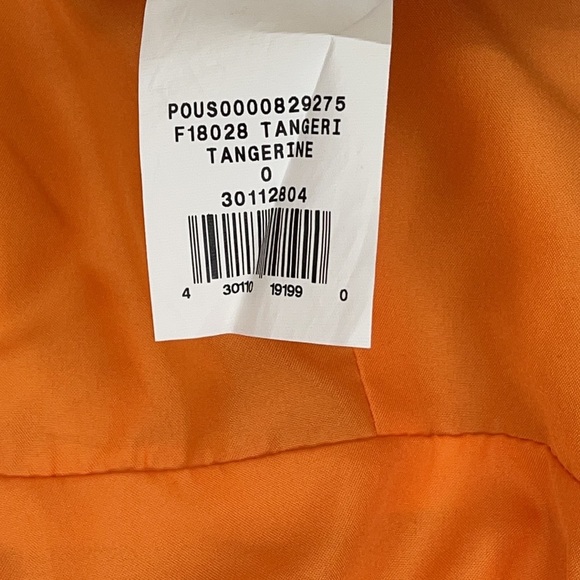 POUS0000829275
F18028 TANGERI
TANGERINE
0
30112804
4 30110 19199 0